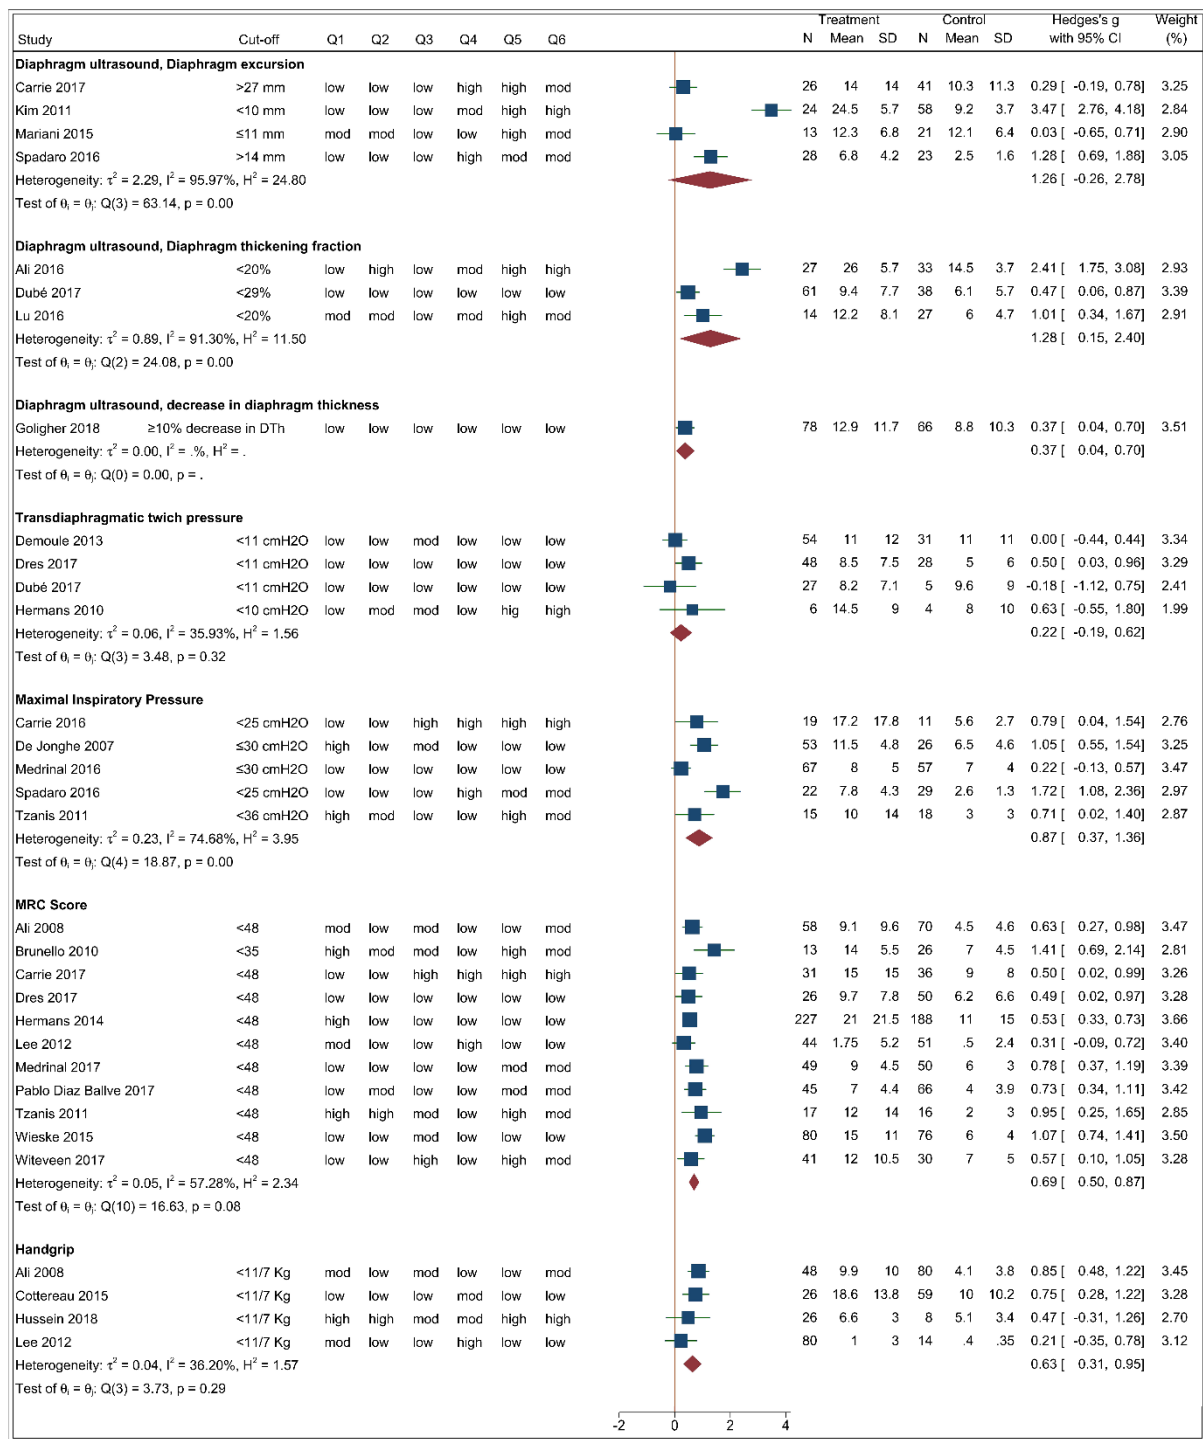 Treatment Control Hedges's g Weight
Study Cut-off Q1 Q2 Q3 Q4 Q5 Q6 N Mean SD N Mean SD with 95% CI (%)
Diaphragm ultrasound, Diaphragm excursion
Carrie 2017 >27 mm low low low high high mod 26 14 14 41 10.3 11.3 0.29 [ -0.19, 0.78] 3.25
Kim 2011 <10 mm low low low mod high high 24 24.5 5.7 58 9.2 3.7 3.47 [ 2.76, 4.18] 2.84
Mariani 2015 ≤11 mm mod mod low low high mod 13 12.3 6.8 21 12.1 6.4 0.03 [ -0.65, 0.71] 2.90
Spadaro 2016 >14 mm low low low high mod mod 28 6.8 4.2 23 2.5 1.6 1.28 [ 0.69, 1.88] 3.05
Heterogeneity: τ² = 2.29, I² = 95.97%, H² = 24.80 1.26 [ -0.26, 2.78]
Test of θᵢ = θⱼ: Q(3) = 63.14, p = 0.00
Diaphragm ultrasound, Diaphragm thickening fraction
Ali 2016 <20% low high low mod high high 27 26 5.7 33 14.5 3.7 2.41 [ 1.75, 3.08] 2.93
Dubé 2017 <29% low low low low low low 61 9.4 7.7 38 6.1 5.7 0.47 [ 0.06, 0.87] 3.39
Lu 2016 <20% mod mod low mod high mod 14 12.2 8.1 27 6 4.7 1.01 [ 0.34, 1.67] 2.91
Heterogeneity: τ² = 0.89, I² = 91.30%, H² = 11.50 1.28 [ 0.15, 2.40]
Test of θᵢ = θⱼ: Q(2) = 24.08, p = 0.00
Diaphragm ultrasound, decrease in diaphragm thickness
Goligher 2018 ≥10% decrease in DTh low low low low low low 78 12.9 11.7 66 8.8 10.3 0.37 [ 0.04, 0.70] 3.51
Heterogeneity: τ² = 0.00, I² = .%, H² = . 0.37 [ 0.04, 0.70]
Test of θᵢ = θⱼ: Q(0) = 0.00, p = .
Transdiaphragmatic twich pressure
Demoule 2013 <11 cmH2O low low mod low low low 54 11 12 31 11 11 0.00 [ -0.44, 0.44] 3.34
Dres 2017 <11 cmH2O low low low low low low 48 8.5 7.5 28 5 6 0.50 [ 0.03, 0.96] 3.29
Dubé 2017 <11 cmH2O low low low low low low 27 8.2 7.1 5 9.6 9 -0.18 [ -1.12, 0.75] 2.41
Hermans 2010 <10 cmH2O low mod mod low hig high 6 14.5 9 4 8 10 0.63 [ -0.55, 1.80] 1.99
Heterogeneity: τ² = 0.06, I² = 35.93%, H² = 1.56 0.22 [ -0.19, 0.62]
Test of θᵢ = θⱼ: Q(3) = 3.48, p = 0.32
Maximal Inspiratory Pressure
Carrie 2016 <25 cmH2O low low high high high high 19 17.2 17.8 11 5.6 2.7 0.79 [ 0.04, 1.54] 2.76
De Jonghe 2007 ≤30 cmH2O high low mod low low low 53 11.5 4.8 26 6.5 4.6 1.05 [ 0.55, 1.54] 3.25
Medrinal 2016 ≤30 cmH2O low low low low low low 67 8 5 57 7 4 0.22 [ -0.13, 0.57] 3.47
Spadaro 2016 <25 cmH2O low low low high mod mod 22 7.8 4.3 29 2.6 1.3 1.72 [ 1.08, 2.36] 2.97
Tzanis 2011 <36 cmH2O high mod low low high mod 15 10 14 18 3 3 0.71 [ 0.02, 1.40] 2.87
Heterogeneity: τ² = 0.23, I² = 74.68%, H² = 3.95 0.87 [ 0.37, 1.36]
Test of θᵢ = θⱼ: Q(4) = 18.87, p = 0.00
MRC Score
Ali 2008 <48 mod low mod low low mod 58 9.1 9.6 70 4.5 4.6 0.63 [ 0.27, 0.98] 3.47
Brunello 2010 <35 high mod mod low high mod 13 14 5.5 26 7 4.5 1.41 [ 0.69, 2.14] 2.81
Carrie 2017 <48 low low high high high high 31 15 15 36 9 8 0.50 [ 0.02, 0.99] 3.26
Dres 2017 <48 low low low low low low 26 9.7 7.8 50 6.2 6.6 0.49 [ 0.02, 0.97] 3.28
Hermans 2014 <48 high low low low low low 227 21 21.5 188 11 15 0.53 [ 0.33, 0.73] 3.66
Lee 2012 <48 mod low low high low low 44 1.75 5.2 51 .5 2.4 0.31 [ -0.09, 0.72] 3.40
Medrinal 2017 <48 low low low low mod mod 49 9 4.5 50 6 3 0.78 [ 0.37, 1.19] 3.39
Pablo Diaz Ballve 2017 <48 low mod low low low mod 45 7 4.4 66 4 3.9 0.73 [ 0.34, 1.11] 3.42
Tzanis 2011 <48 high high mod low high mod 17 12 14 16 2 3 0.95 [ 0.25, 1.65] 2.85
Wieske 2015 <48 low low mod low low low 80 15 11 76 6 4 1.07 [ 0.74, 1.41] 3.50
Witeveen 2017 <48 low low high low high mod 41 12 10.5 30 7 5 0.57 [ 0.10, 1.05] 3.28
Heterogeneity: τ² = 0.05, I² = 57.28%, H² = 2.34 0.69 [ 0.50, 0.87]
Test of θᵢ = θⱼ: Q(10) = 16.63, p = 0.08
Handgrip
Ali 2008 <11/7 Kg mod low mod low low mod 48 9.9 10 80 4.1 3.8 0.85 [ 0.48, 1.22] 3.45
Cottereau 2015 <11/7 Kg low low low mod low low 26 18.6 13.8 59 10 10.2 0.75 [ 0.28, 1.22] 3.28
Hussein 2018 <11/7 Kg high high mod mod high high 26 6.6 3 8 5.1 3.4 0.47 [ -0.31, 1.26] 2.70
Lee 2012 <11/7 Kg mod low low high low low 80 1 3 14 .4 .35 0.21 [ -0.35, 0.78] 3.12
Heterogeneity: τ² = 0.04, I² = 36.20%, H² = 1.57 0.63 [ 0.31, 0.95]
Test of θᵢ = θⱼ: Q(3) = 3.73, p = 0.29
-2 0 2 4